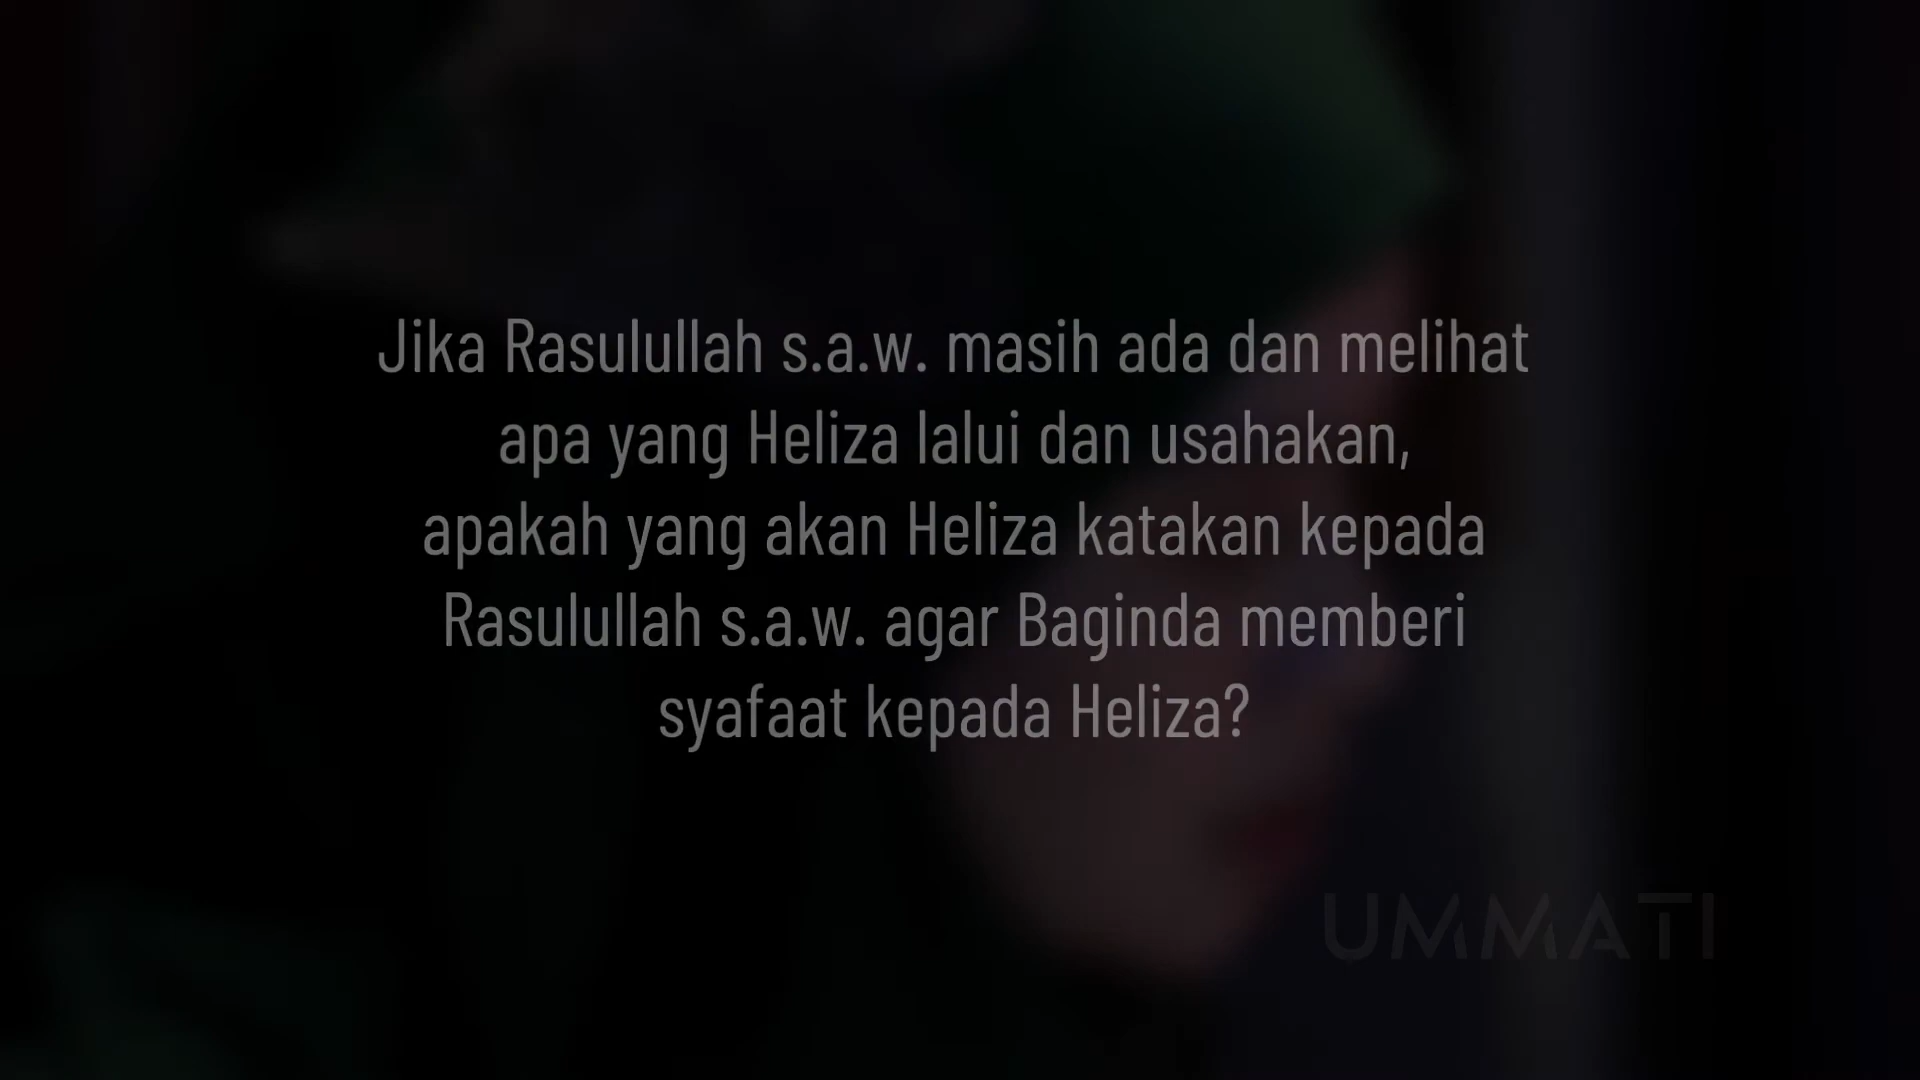 Jika Rasulullah s.a.w. masih ada dan melihat
apa yang Heliza lalui dan usahakan,
apakah yang akan Heliza katakan kepada
Rasulullah s.a.w. agar Baginda memberi
syafaat kepada Heliza?
UMMATI